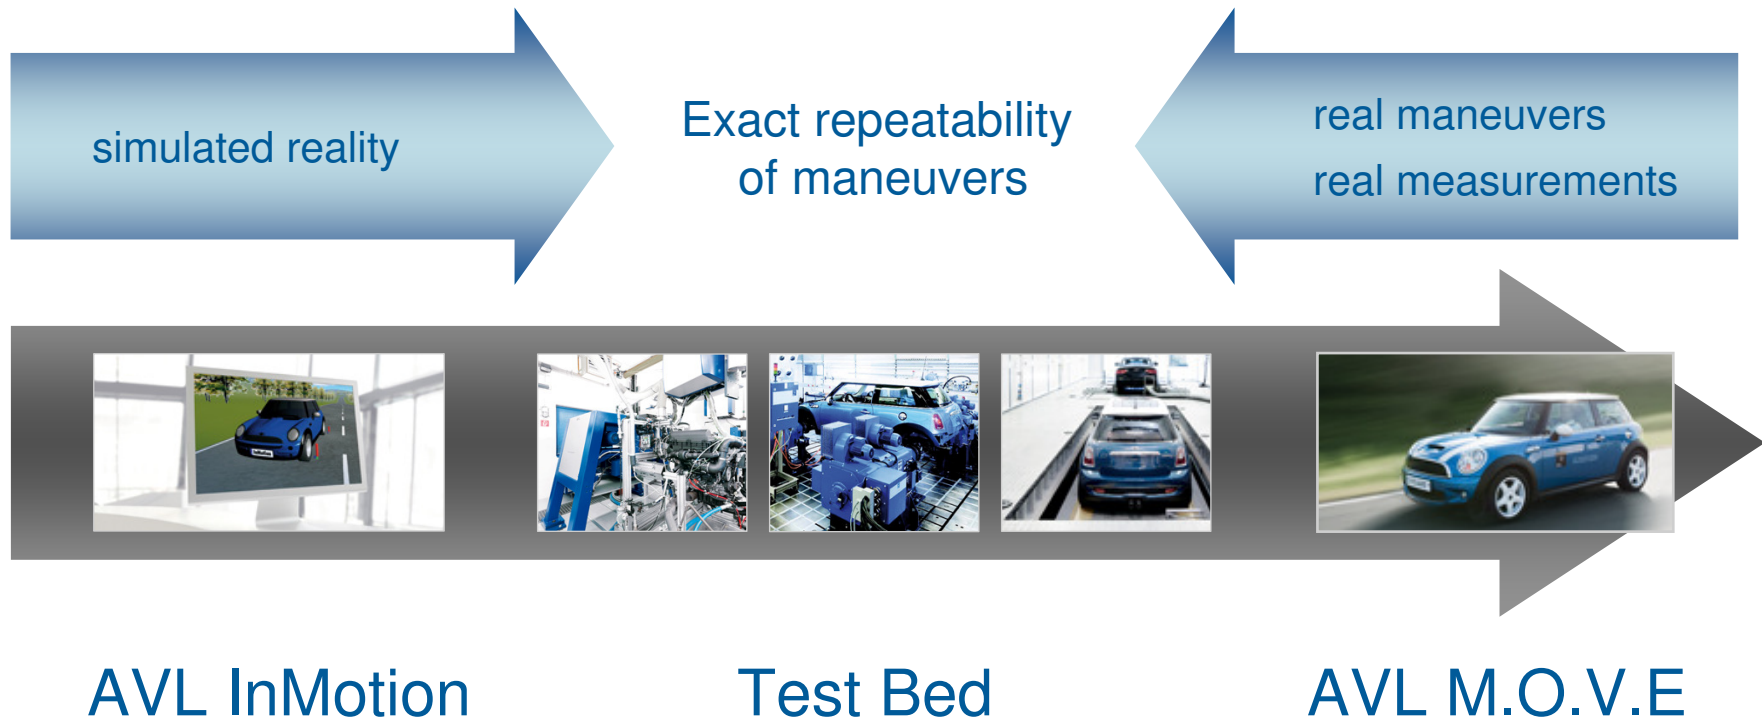 simulated reality
Exact repeatability
of maneuvers
real maneuvers
real measurements
AVL InMotion
Test Bed
AVL M.O.V.E